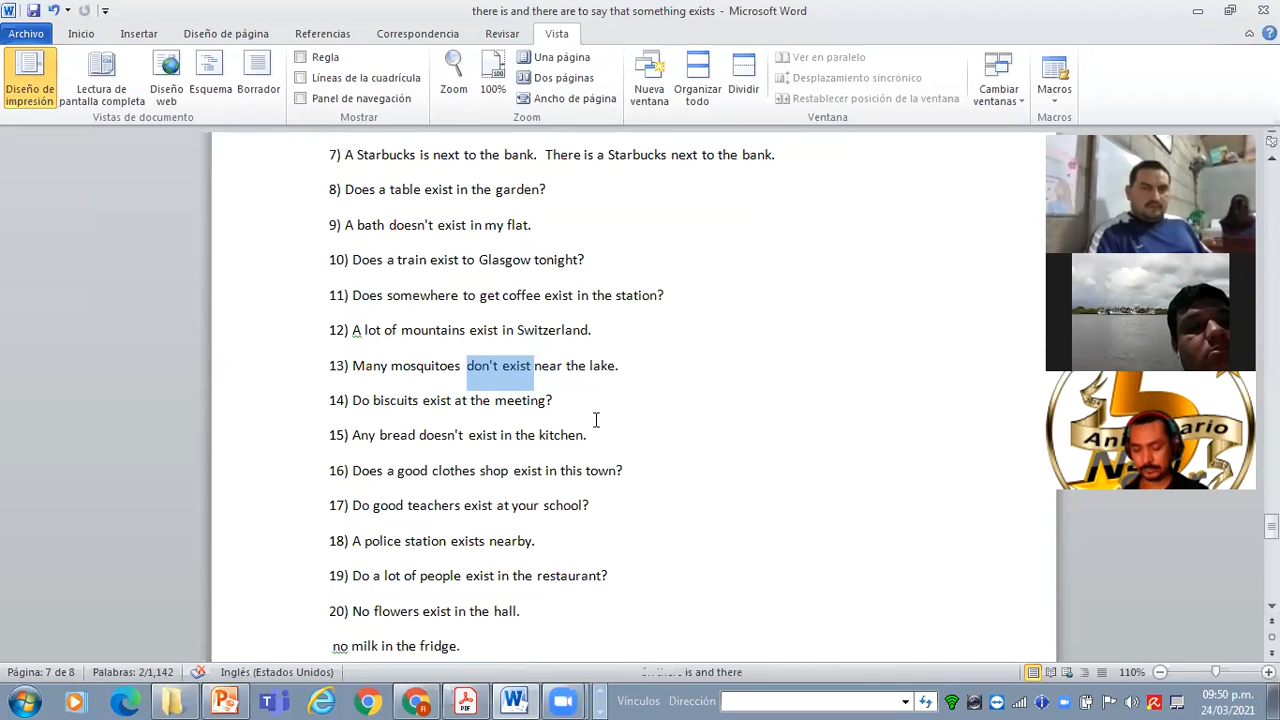 there is and there are to say that something exists - Microsoft Word
Archivo Inicio Insertar Diseño de página Referencias Correspondencia Revisar Vista
Diseño de impresión
Lectura de pantalla completa
Diseño web
Esquema
Borrador
Vistas de documento
Regla
Líneas de la cuadrícula
Panel de navegación
Mostrar
Zoom
100%
Una página
Dos páginas
Ancho de página
Zoom
Nueva ventana
Organizar todo
Dividir
Ver en paralelo
Desplazamiento sincrónico
Restablecer posición de la ventana
Cambiar ventanas
Ventana
Macros
Macros
7) A Starbucks is next to the bank.  There is a Starbucks next to the bank.
8) Does a table exist in the garden?
9) A bath doesn't exist in my flat.
10) Does a train exist to Glasgow tonight?
11) Does somewhere to get coffee exist in the station?
12) A lot of mountains exist in Switzerland.
13) Many mosquitoes  don't exist near the lake.
14) Do biscuits exist at the meeting?
15) Any bread doesn't exist in the kitchen.
16) Does a good clothes shop exist in this town?
17) Do good teachers exist at your school?
18) A police station exists nearby.
19) Do a lot of people exist in the restaurant?
20) No flowers exist in the hall.
no milk in the fridge.
5
Página: 7 de 8 Palabras: 2/1,142 Inglés (Estados Unidos) 110%
there is and there
Vínculos Dirección
09:50 p.m.
24/03/2021